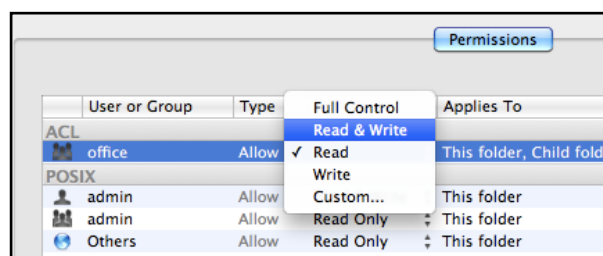 Permissions
User or Group Type Full Control Applies To
ACL Read & Write
office Allow ✓ Read This folder, Child fold
POSIX Write
admin Allow Custom... This folder
admin Allow Read Only This folder
Others Allow Read Only This folder